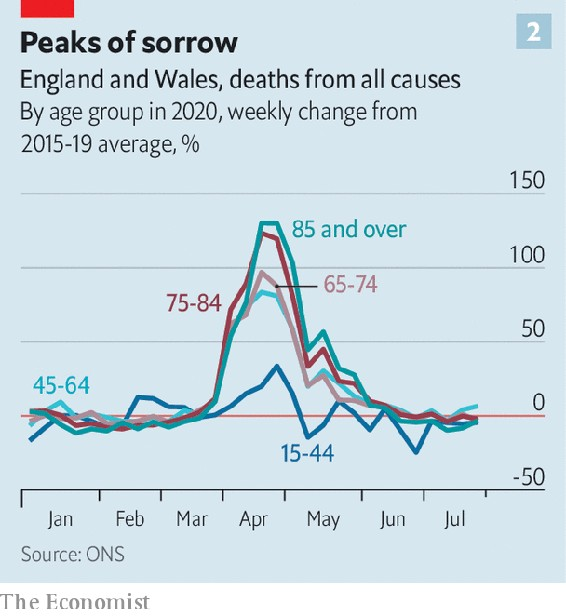 2
Peaks of sorrow
England and Wales, deaths from all causes
By age group in 2020, weekly change from
2015-19 average, %
150
85 and over
100
65-74
75-84
50
45-64
0
15-44
-50
Jan Feb Mar Apr May Jun Jul
Source: ONS
The Economist